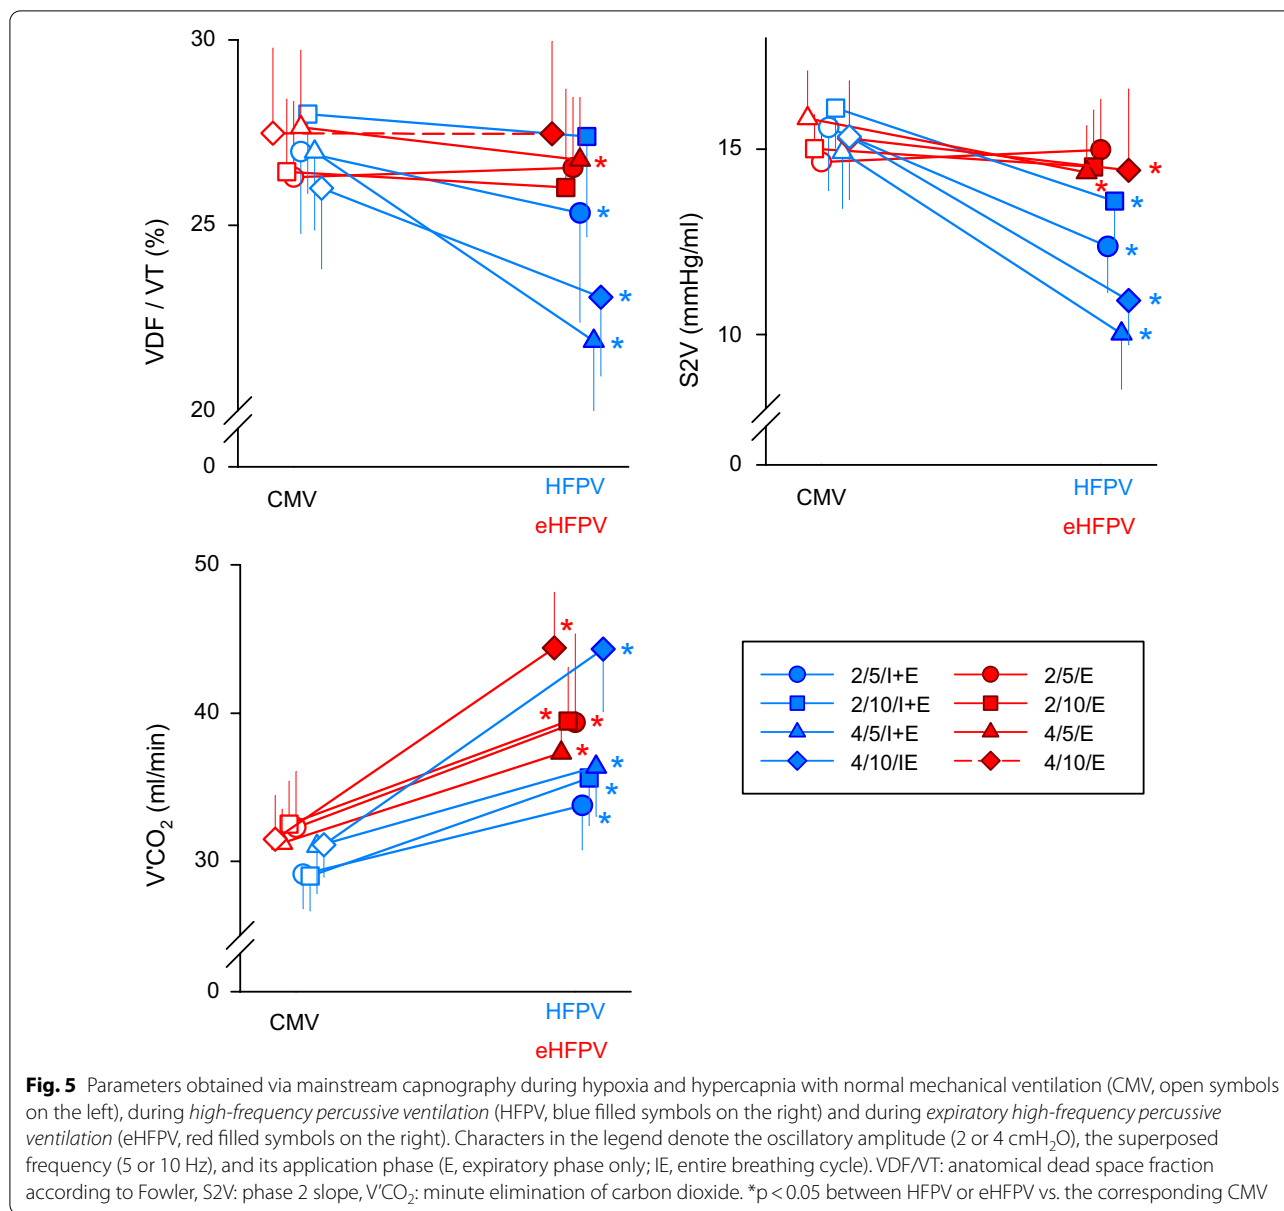 30
25
20
0
VDF / VT (%)
*
*
*
*
CMV
HFPV
eHFPV
15
10
0
S2V (mmHg/ml)
*
*
*
*
*
*
CMV
HFPV
eHFPV
50
40
30
0
V'CO₂ (ml/min)
*
*
*
*
*
*
*
*
CMV
HFPV
eHFPV
2/5/I+E 2/5/E
2/10/I+E 2/10/E
4/5/I+E 4/5/E
4/10/IE 4/10/E
Fig. 5 Parameters obtained via mainstream capnography during hypoxia and hypercapnia with normal mechanical ventilation (CMV, open symbols
on the left), during high-frequency percussive ventilation (HFPV, blue filled symbols on the right) and during expiratory high-frequency percussive
ventilation (eHFPV, red filled symbols on the right). Characters in the legend denote the oscillatory amplitude (2 or 4 cmH₂O), the superposed
frequency (5 or 10 Hz), and its application phase (E, expiratory phase only; IE, entire breathing cycle). VDF/VT: anatomical dead space fraction
according to Fowler, S2V: phase 2 slope, V'CO₂: minute elimination of carbon dioxide. *p < 0.05 between HFPV or eHFPV vs. the corresponding CMV